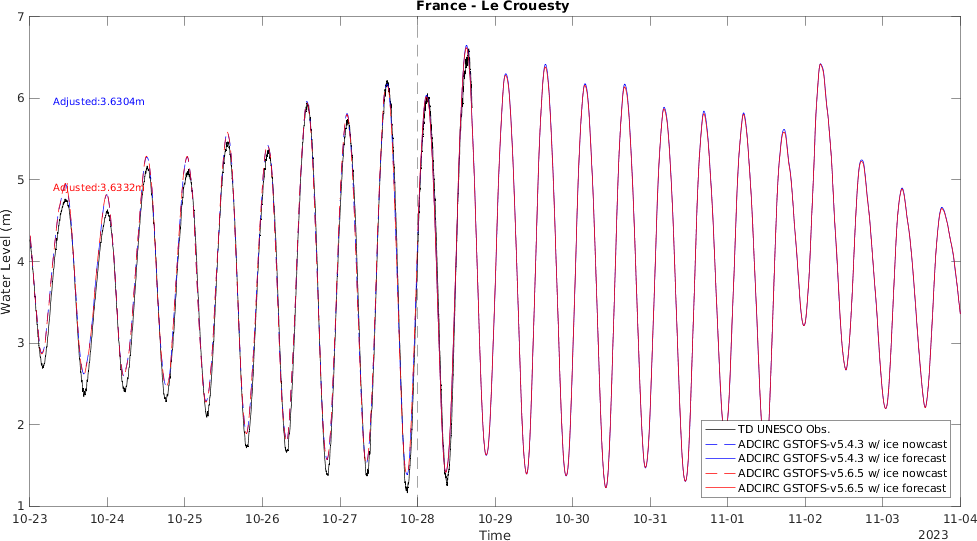 France - Le Crouesty
Water Level (m)
7
6
5
4
3
2
1
Adjusted:3.6304m
Adjusted:3.6332m
TD UNESCO Obs.
ADCIRC GSTOFS-v5.4.3 w/ ice nowcast
ADCIRC GSTOFS-v5.4.3 w/ ice forecast
ADCIRC GSTOFS-v5.6.5 w/ ice nowcast
ADCIRC GSTOFS-v5.6.5 w/ ice forecast
10-23 10-24 10-25 10-26 10-27 10-28 10-29 10-30 10-31 11-01 11-02 11-03 11-04
Time
2023